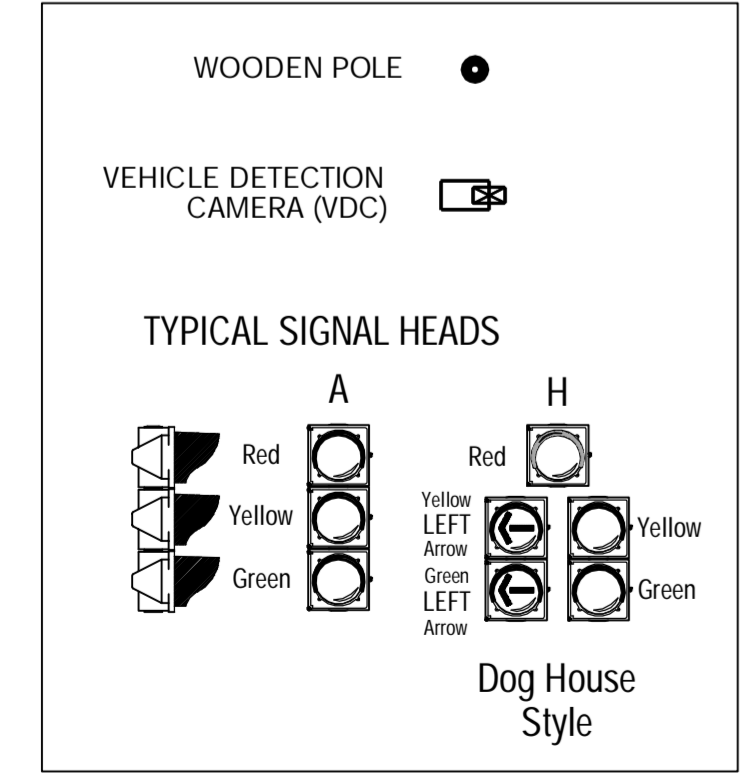 WOODEN POLE
VEHICLE DETECTION
CAMERA (VDC)
TYPICAL SIGNAL HEADS
A
H
Red
Red
Yellow
LEFT
Arrow
Yellow
Yellow
Green
LEFT
Arrow
Green
Green
Dog House
Style